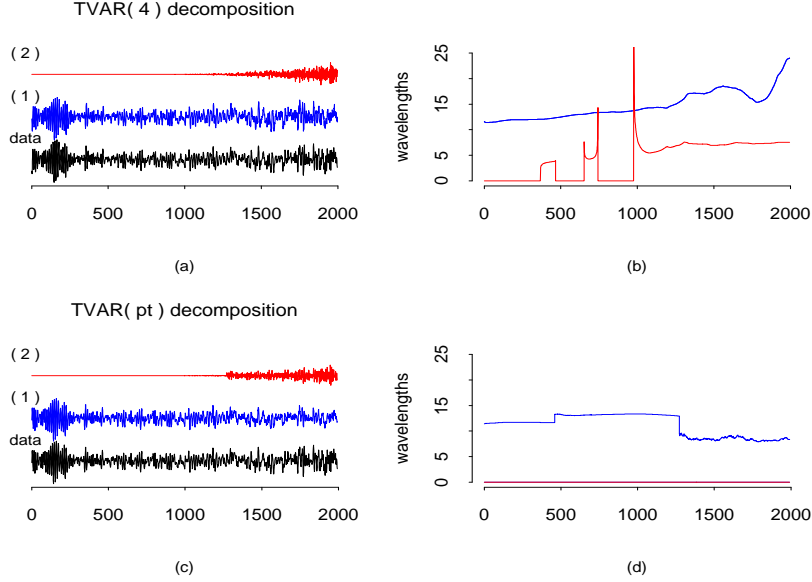 TVAR( 4 ) decomposition
( 2 )
( 1 )
data
0 500 1000 1500 2000
(a)
wavelengths
0 5 15 25
0 500 1000 1500 2000
(b)
TVAR( pt ) decomposition
( 2 )
( 1 )
data
0 500 1000 1500 2000
(c)
wavelengths
0 5 15 25
0 500 1000 1500 2000
(d)